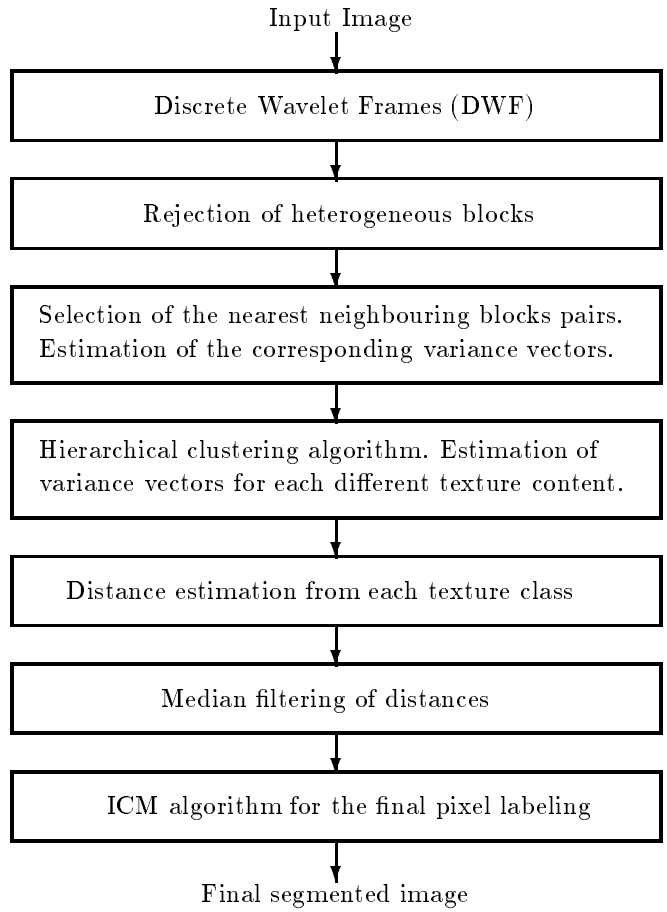 Input Image
Discrete Wavelet Frames (DWF)
Rejection of heterogeneous blocks
Selection of the nearest neighbouring blocks pairs.
Estimation of the corresponding variance vectors.
Hierarchical clustering algorithm. Estimation of
variance vectors for each different texture content.
Distance estimation from each texture class
Median filtering of distances
ICM algorithm for the final pixel labeling
Final segmented image